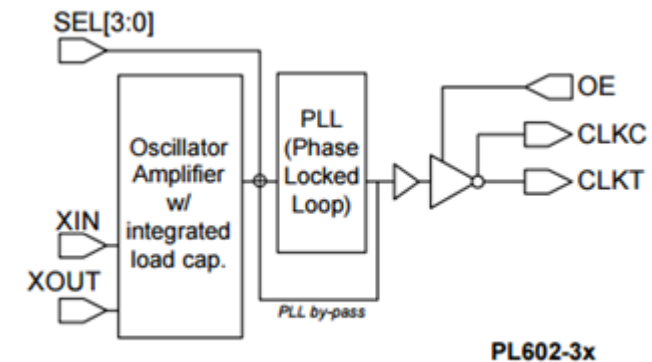 SEL[3:0]
Oscillator
Amplifier
w/
integrated
load cap.
XIN
XOUT
PLL
(Phase
Locked
Loop)
PLL by-pass
OE
CLKC
CLKT
PL602-3x